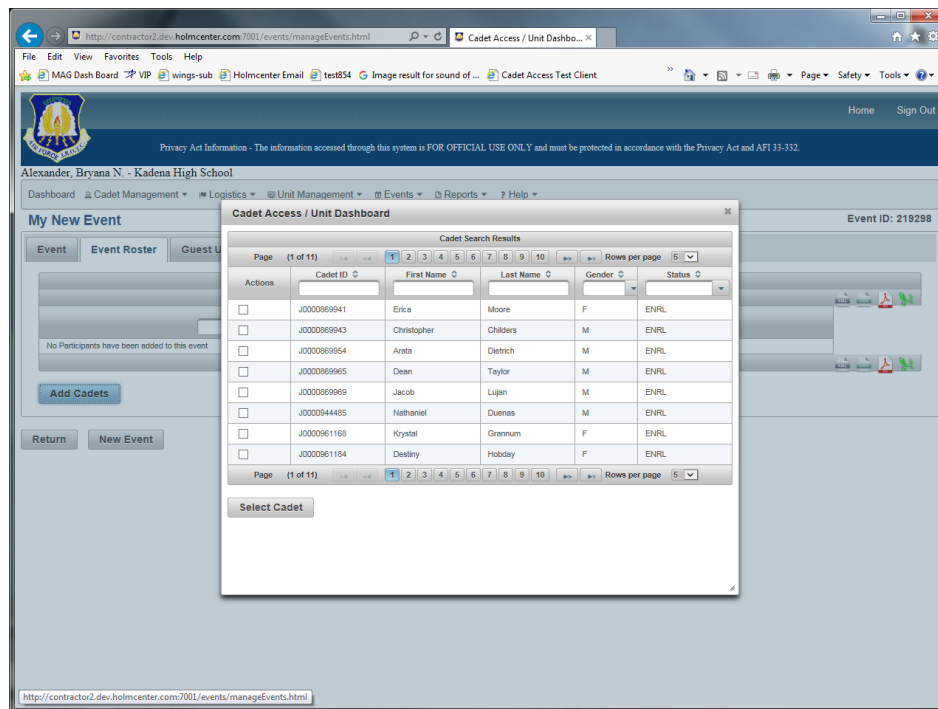 http://contractor2.dev.holmcenter.com:7001/events/manageEvents.html
Cadet Access / Unit Dashbo...
File Edit View Favorites Tools Help
MAG Dash Board VIP wings-sub Holmcenter Email test854 Image result for sound of ... Cadet Access Test Client
Page Safety Tools
Home Sign Out
AIR FORCE JROTC
Privacy Act Information - The information accessed through this system is FOR OFFICIAL USE ONLY and must be protected in accordance with the Privacy Act and AFI 33-332.
Alexander, Bryana N. - Kadena High School
Dashboard Cadet Management Logistics Unit Management Events Reports ? Help
My New Event
Event ID: 219298
Event Event Roster Guest U
No Participants have been added to this event
Add Cadets
Return New Event
Cadet Access / Unit Dashboard
Cadet Search Results
Page (1 of 11) 1 2 3 4 5 6 7 8 9 10 Rows per page 5
Actions Cadet ID First Name Last Name Gender Status
J0000869941 Erica Moore F ENRL
J0000869943 Christopher Childers M ENRL
J0000869954 Arata Dietrich M ENRL
J0000869965 Dean Taylor M ENRL
J0000869969 Jacob Lujan M ENRL
J0000944485 Nathaniel Duenas M ENRL
J0000961168 Krystal Grannum F ENRL
J0000961184 Destiny Hobday F ENRL
Page (1 of 11) 1 2 3 4 5 6 7 8 9 10 Rows per page 5
Select Cadet
http://contractor2.dev.holmcenter.com:7001/events/manageEvents.html